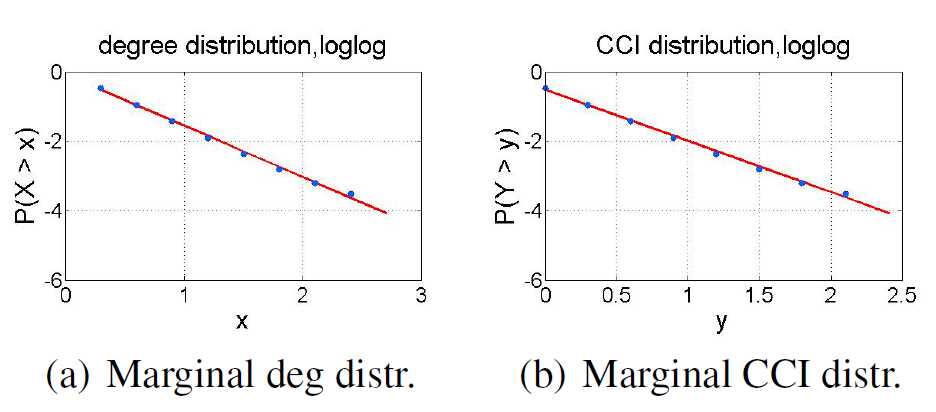 degree distribution,loglog
0
-2
-4
-6
P(X > x)
0
1
2
3
x
(a) Marginal deg distr.
CCI distribution,loglog
0
-2
-4
-6
P(Y > y)
0
0.5
1
1.5
2
2.5
y
(b) Marginal CCI distr.